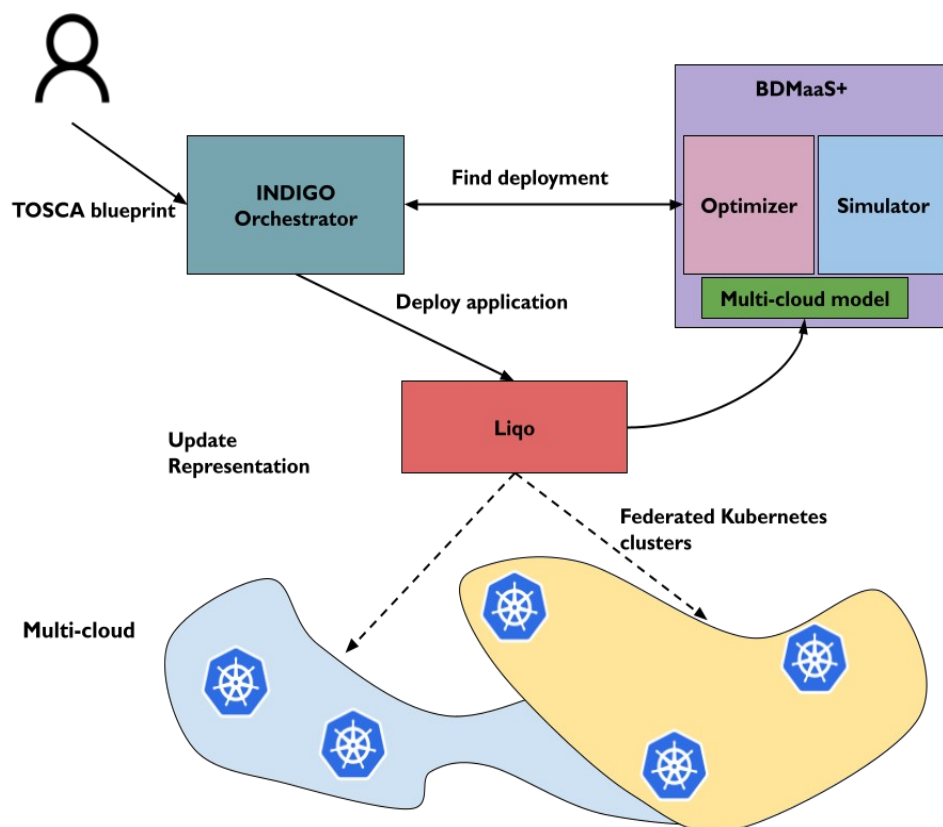 BDMaaS+
TOSCA blueprint
INDIGO
Orchestrator
Find deployment
Optimizer
Simulator
Multi-cloud model
Deploy application
Liqo
Update
Representation
Federated Kubernetes
clusters
Multi-cloud